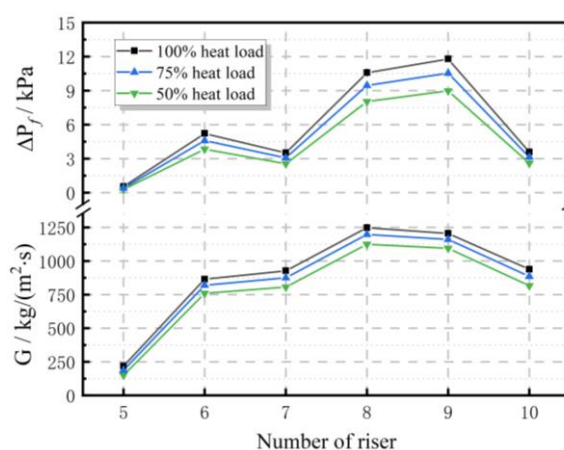 15
12
9
6
3
0
ΔP_f / kPa
100% heat load
75% heat load
50% heat load
1250
1000
750
500
250
0
G / kg/(m²·s)
5 6 7 8 9 10
Number of riser